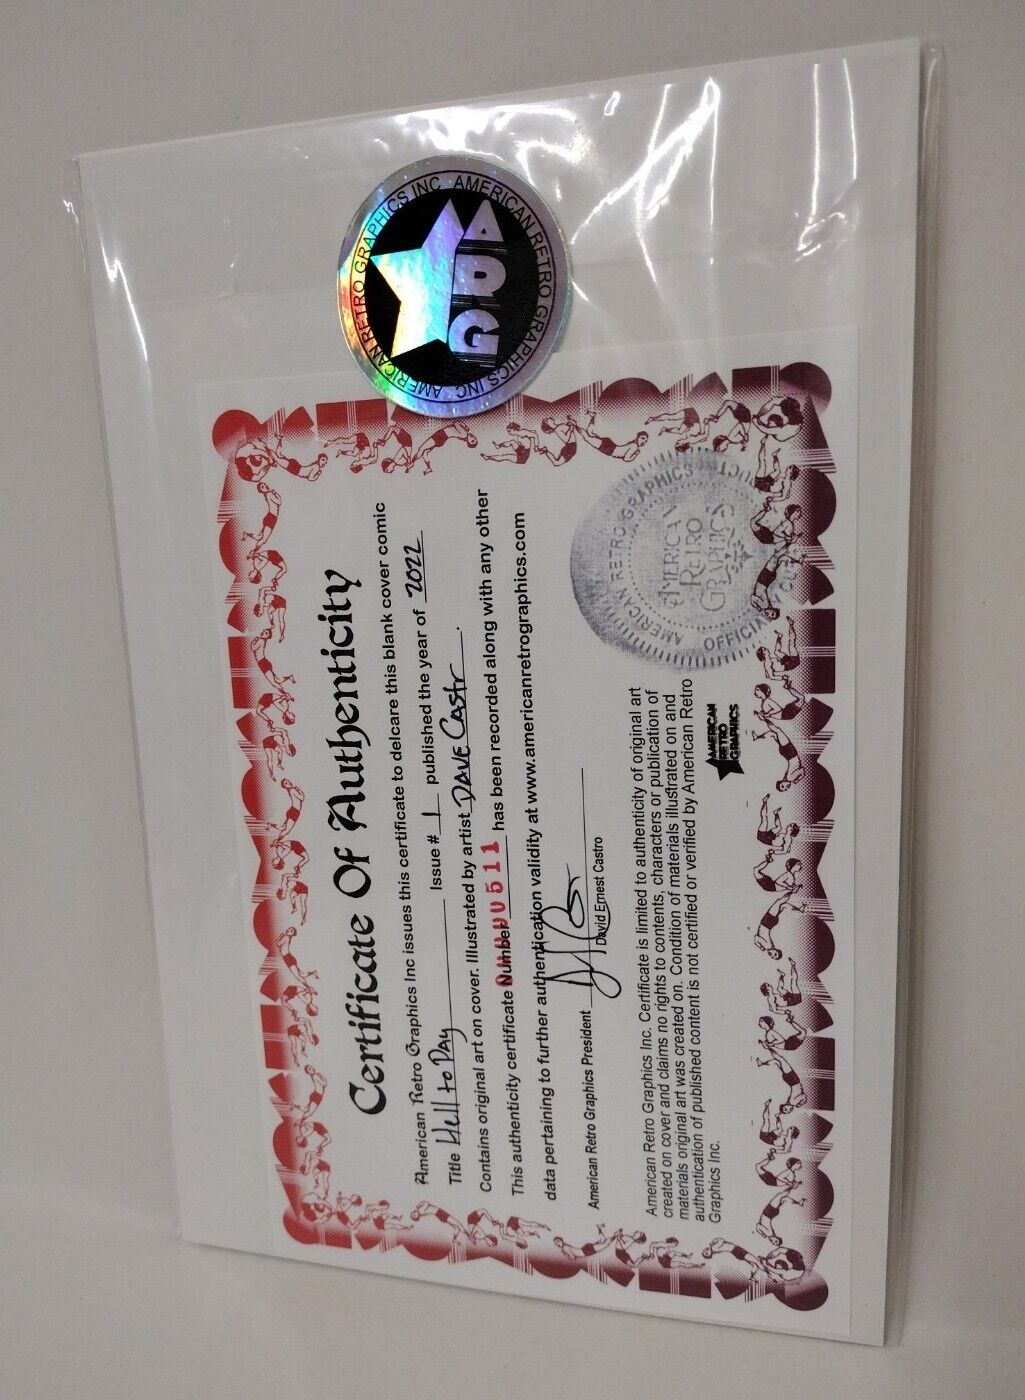 AMERICAN RETRO GRAPHICS INC. AMERICAN RETRO GRAPHICS INC.
ARG
Certificate Of Authenticity
American Retro Graphics Inc issues this certificate to delcare this blank cover comic
Title Hell to Pay Issue # 1 published the year of 2022
Contains original art on cover. Illustrated by artist DAVE Castr.
This authenticity certificate Number 511 has been recorded along with any other
data pertaining to further authentication validity at www.americanretrographics.com
American Retro Graphics President
David Ernest Castro
American Retro Graphics Inc. Certificate is limited to authenticity of original art
created on cover and claims no rights to contents, characters or publication of
materials original art was created on. Condition of materials illustrated on and
authentication of published content is not certified or verified by American Retro
Graphics Inc.
AMERICAN
RETRO
GRAPHICS
AMERICAN RETRO GRAPHICS
AMERICAN
RETRO
GRAPHICS
OFFICIAL